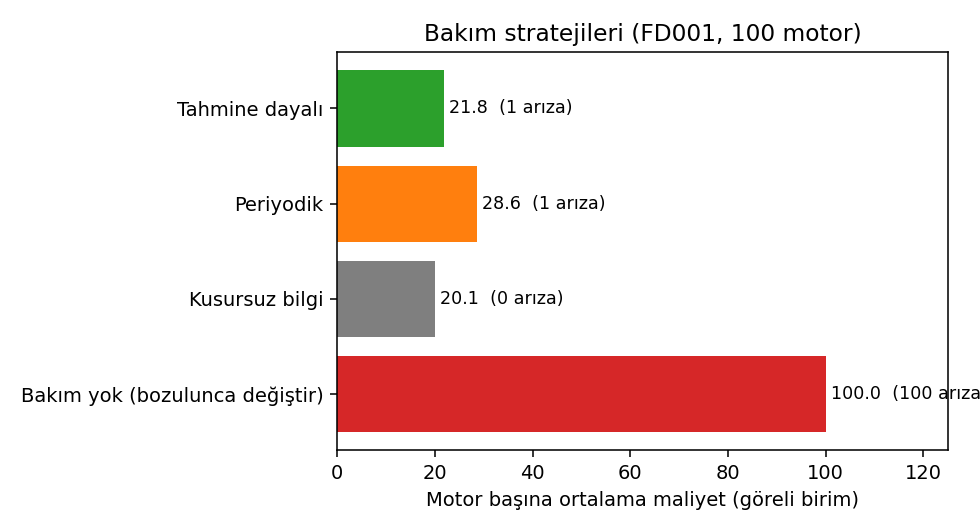 Bakım stratejileri (FD001, 100 motor)
Tahmine dayalı
21.8 (1 arıza)
Periyodik
28.6 (1 arıza)
Kusursuz bilgi
20.1 (0 arıza)
Bakım yok (bozulunca değiştir)
100.0 (100 arıza
0 20 40 60 80 100 120
Motor başına ortalama maliyet (göreli birim)